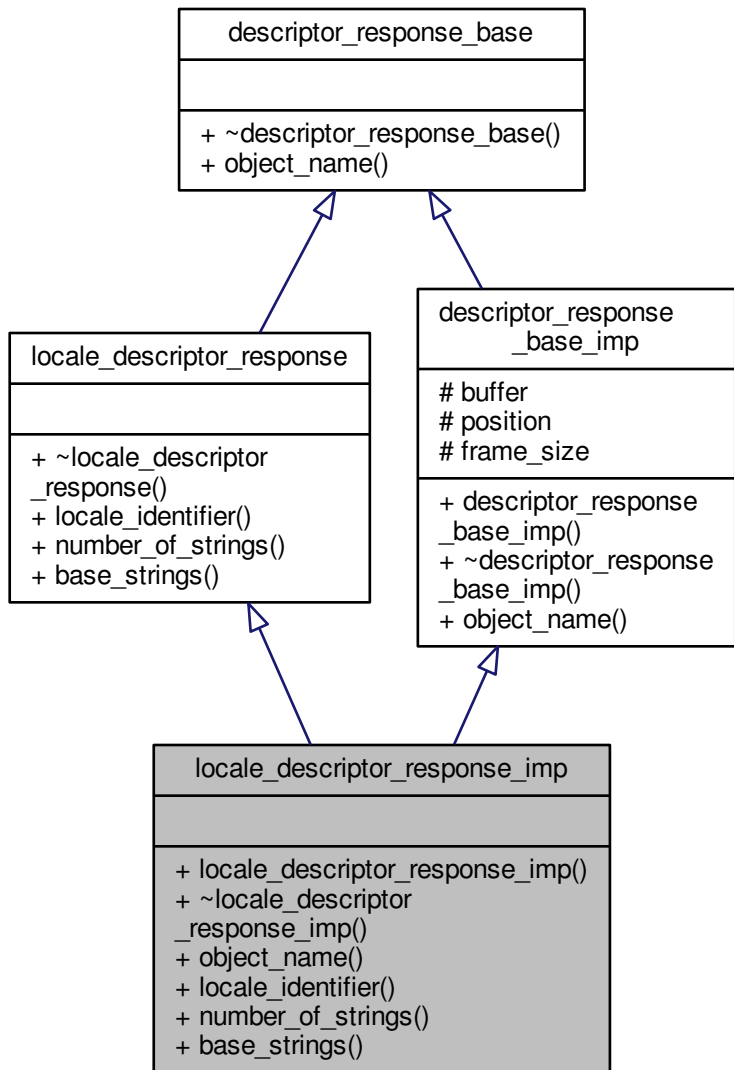 descriptor_response_base
+ ~descriptor_response_base()
+ object_name()
locale_descriptor_response
+ ~locale_descriptor
_response()
+ locale_identifier()
+ number_of_strings()
+ base_strings()
descriptor_response
_base_imp
# buffer
# position
# frame_size
+ descriptor_response
_base_imp()
+ ~descriptor_response
_base_imp()
+ object_name()
locale_descriptor_response_imp
+ locale_descriptor_response_imp()
+ ~locale_descriptor
_response_imp()
+ object_name()
+ locale_identifier()
+ number_of_strings()
+ base_strings()